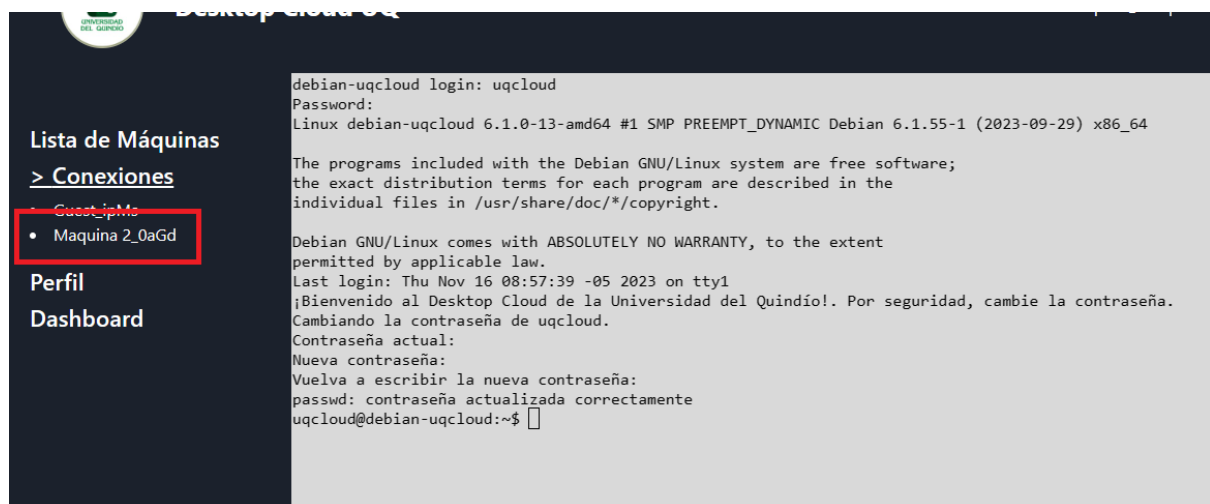 UNIVERSIDAD
DEL QUINDIO
Desktop Cloud UQ
Lista de Máquinas
> Conexiones
Guest_ipMs
Maquina 2_0aGd
Perfil
Dashboard
debian-uqcloud login: uqcloud
Password:
Linux debian-uqcloud 6.1.0-13-amd64 #1 SMP PREEMPT_DYNAMIC Debian 6.1.55-1 (2023-09-29) x86_64
The programs included with the Debian GNU/Linux system are free software;
the exact distribution terms for each program are described in the
individual files in /usr/share/doc/*/copyright.
Debian GNU/Linux comes with ABSOLUTELY NO WARRANTY, to the extent
permitted by applicable law.
Last login: Thu Nov 16 08:57:39 -05 2023 on tty1
¡Bienvenido al Desktop Cloud de la Universidad del Quindío!. Por seguridad, cambie la contraseña.
Cambiando la contraseña de uqcloud.
Contraseña actual:
Nueva contraseña:
Vuelva a escribir la nueva contraseña:
passwd: contraseña actualizada correctamente
uqcloud@debian-uqcloud:~$